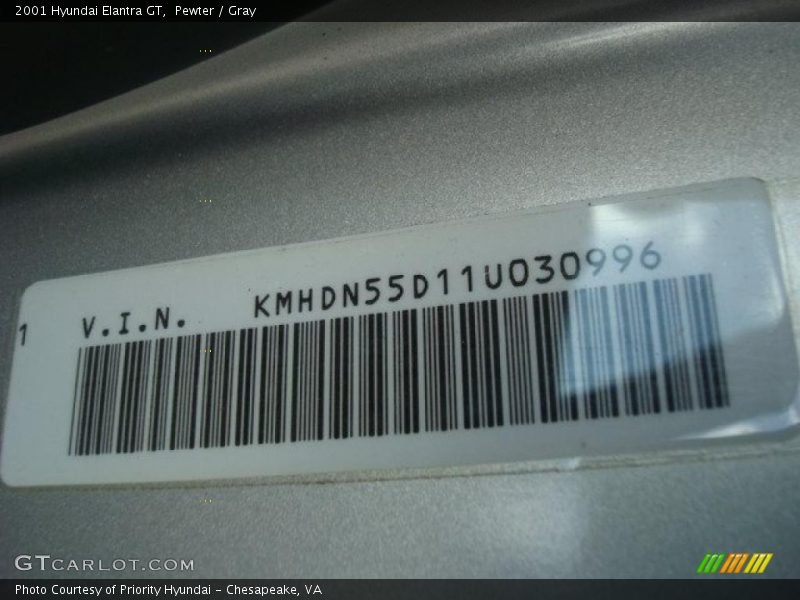 2001 Hyundai Elantra GT, Pewter / Gray
1
V.I.N. KMHDN55D11U030996
GTCARLOT.COM
Photo Courtesy of Priority Hyundai - Chesapeake, VA